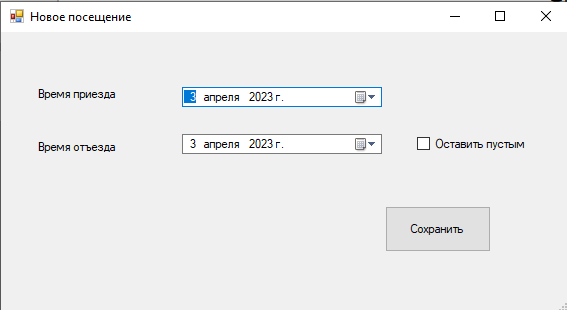 Новое посещение
Время приезда
3 апреля 2023 г.
Время отъезда
3 апреля 2023 г.
Оставить пустым
Сохранить